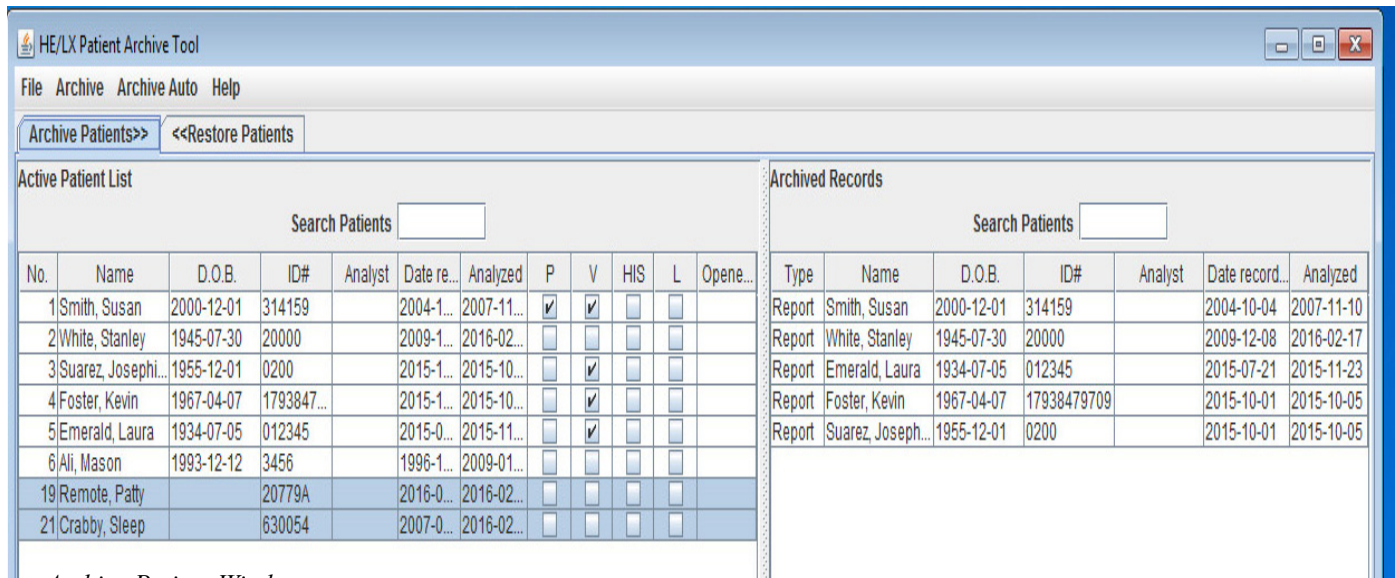 HE/LX Patient Archive Tool
File Archive Archive Auto Help
Archive Patients>> <<Restore Patients
Active Patient List
Search Patients
No. Name D.O.B. ID# Analyst Date re... Analyzed P V HIS L Opene...
1 Smith, Susan 2000-12-01 314159 2004-1... 2007-11...
2 White, Stanley 1945-07-30 20000 2009-1... 2016-02...
3 Suarez, Josephi... 1955-12-01 0200 2015-1... 2015-10...
4 Foster, Kevin 1967-04-07 1793847... 2015-1... 2015-10...
5 Emerald, Laura 1934-07-05 012345 2015-0... 2015-11...
6 Ali, Mason 1993-12-12 3456 1996-1... 2009-01...
19 Remote, Patty 20779A 2016-0... 2016-02...
21 Crabby, Sleep 630054 2007-0... 2016-02...
Archived Records
Search Patients
Type Name D.O.B. ID# Analyst Date record... Analyzed
Report Smith, Susan 2000-12-01 314159 2004-10-04 2007-11-10
Report White, Stanley 1945-07-30 20000 2009-12-08 2016-02-17
Report Emerald, Laura 1934-07-05 012345 2015-07-21 2015-11-23
Report Foster, Kevin 1967-04-07 17938479709 2015-10-01 2015-10-05
Report Suarez, Joseph... 1955-12-01 0200 2015-10-01 2015-10-05